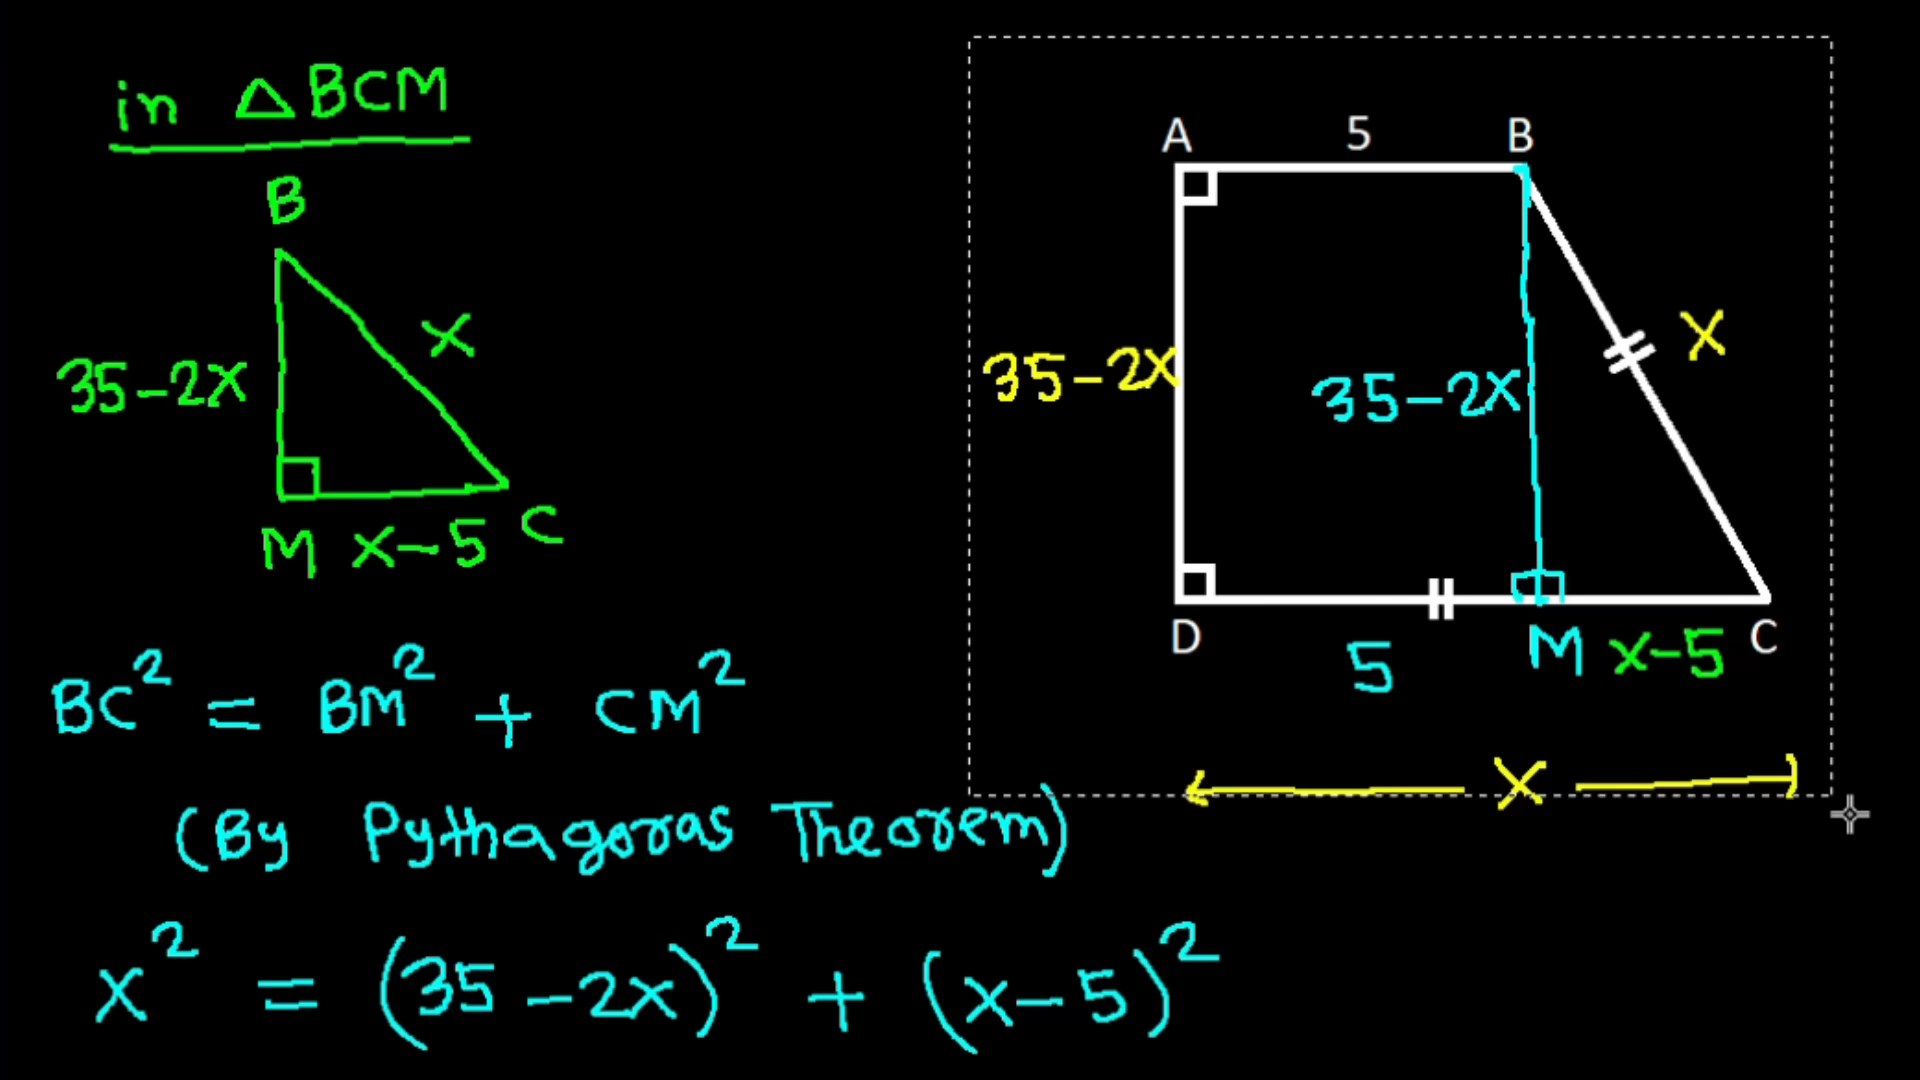 in △BCM
B
x
35-2x
M x-5 C
BC² = BM² + CM²
(By Pythagoras Theorem)
x² = (35-2x)² + (x-5)²
A 5 B
35-2x 35-2x x
D 5 M x-5 C
x